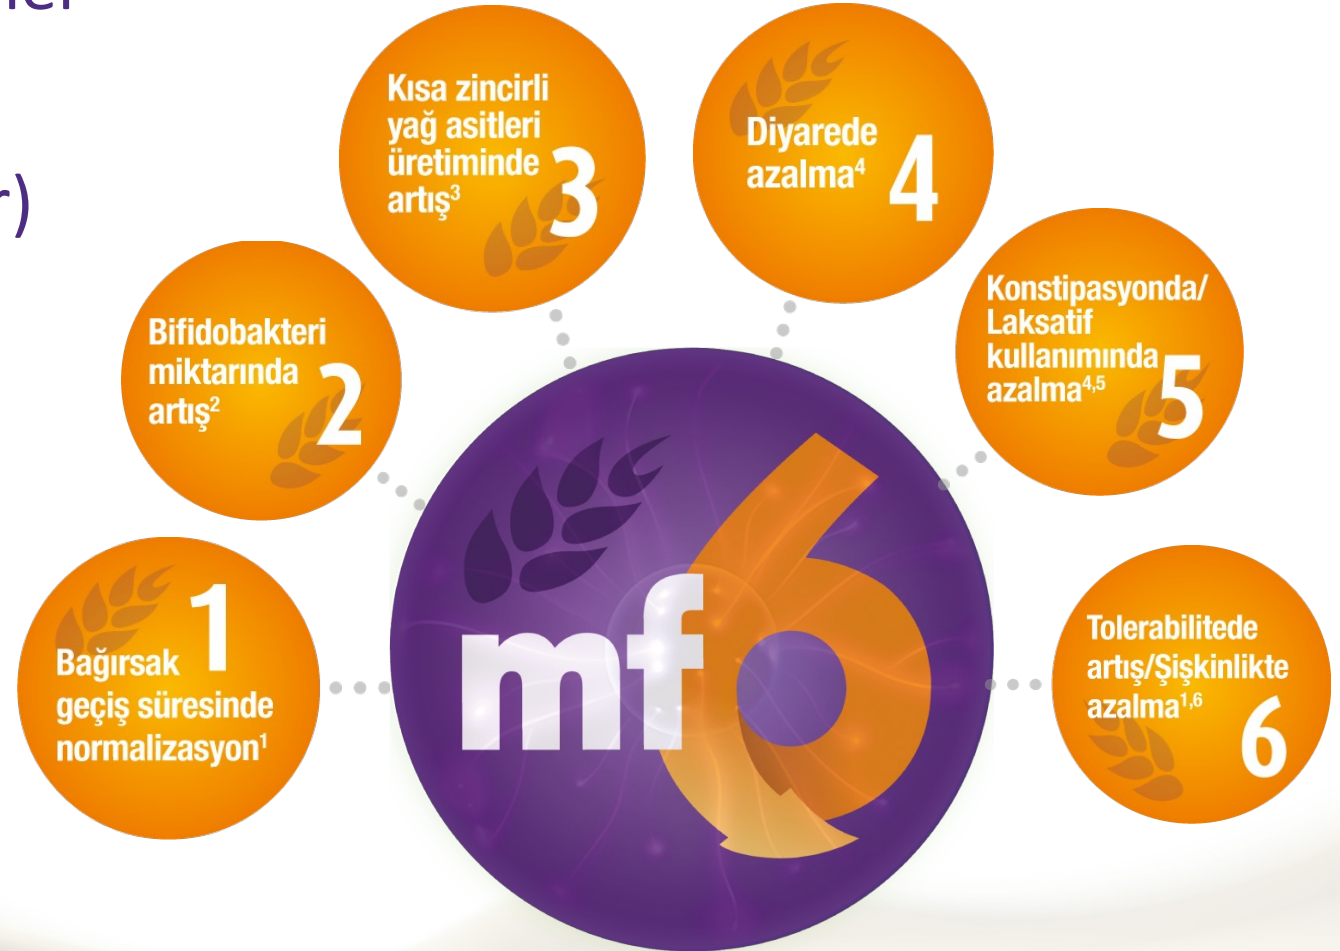 r)
1
Bağırsak
geçiş süresinde
normalizasyon¹
Bifidobakteri
miktarında
artış²
2
Kısa zincirli
yağ asitleri
üretiminde
artış³
3
Diyarede
azalma⁴
4
Konstipasyonda/
Laksatif
kullanımında
azalma⁴,⁵
5
Tolerabilitede
artış/Şişkinlikte
azalma¹,⁶
6
mf6